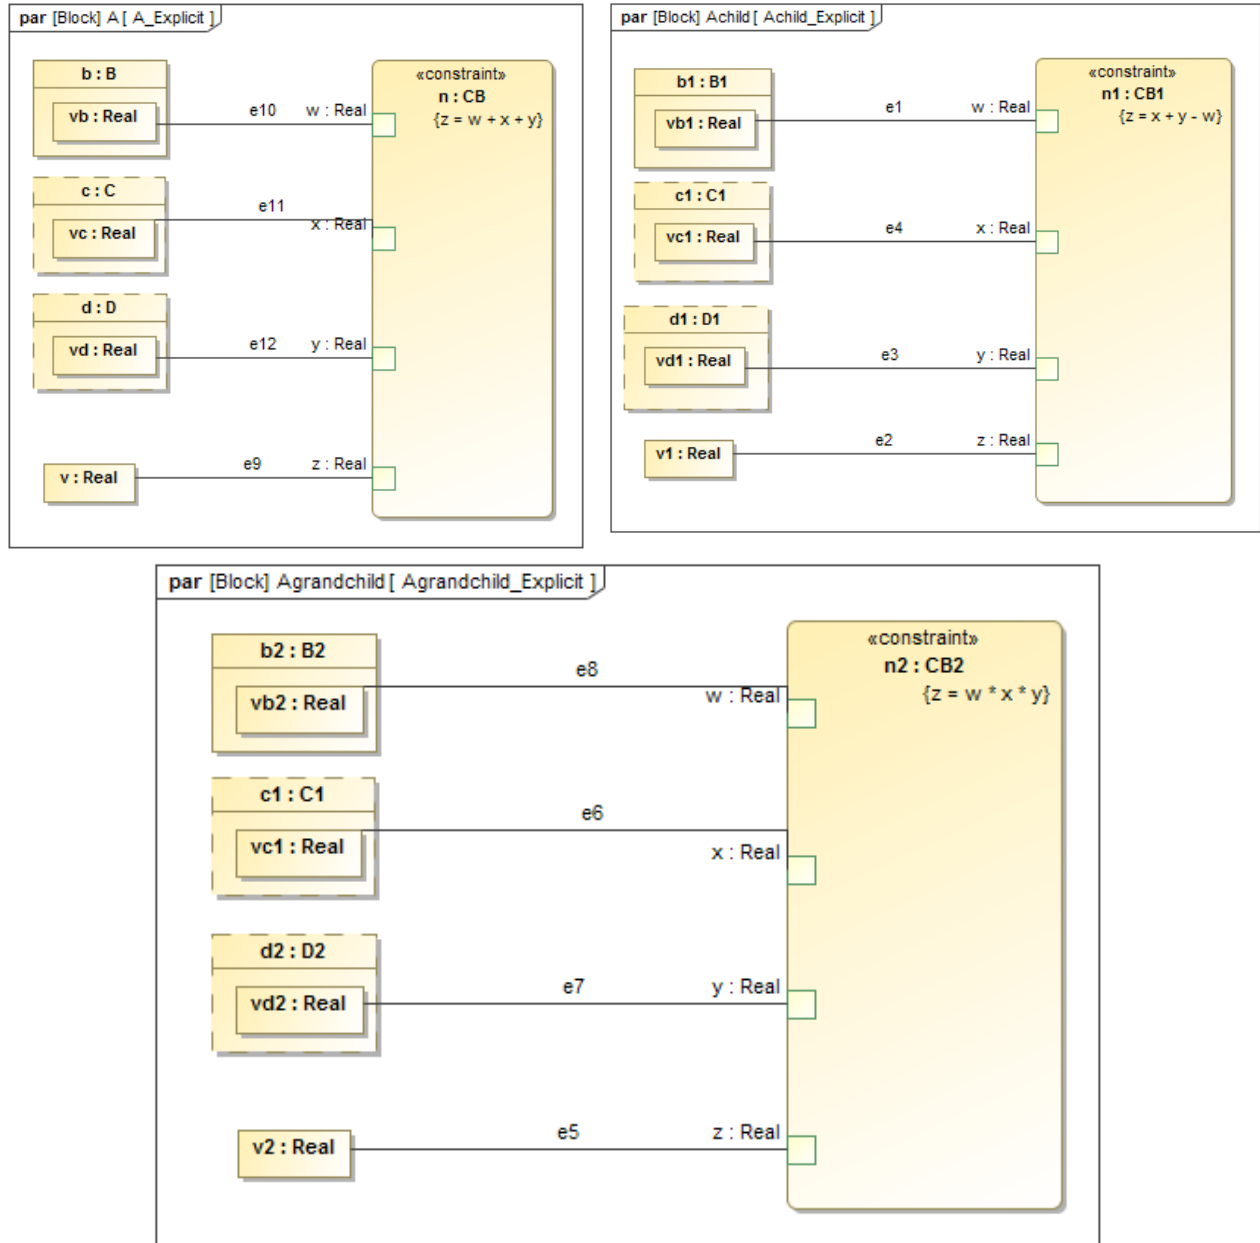 par [Block] A [ A_Explicit ]
b : B
vb : Real
e10
w : Real
«constraint»
n : CB
{z = w + x + y}
c : C
vc : Real
e11
x : Real
d : D
vd : Real
e12
y : Real
v : Real
e9
z : Real
par [Block] Achild [ Achild_Explicit ]
b1 : B1
vb1 : Real
e1
w : Real
«constraint»
n1 : CB1
{z = x + y - w}
c1 : C1
vc1 : Real
e4
x : Real
d1 : D1
vd1 : Real
e3
y : Real
v1 : Real
e2
z : Real
par [Block] Agrandchild [ Agrandchild_Explicit ]
b2 : B2
vb2 : Real
e8
w : Real
«constraint»
n2 : CB2
{z = w * x * y}
c1 : C1
vc1 : Real
e6
x : Real
d2 : D2
vd2 : Real
e7
y : Real
v2 : Real
e5
z : Real